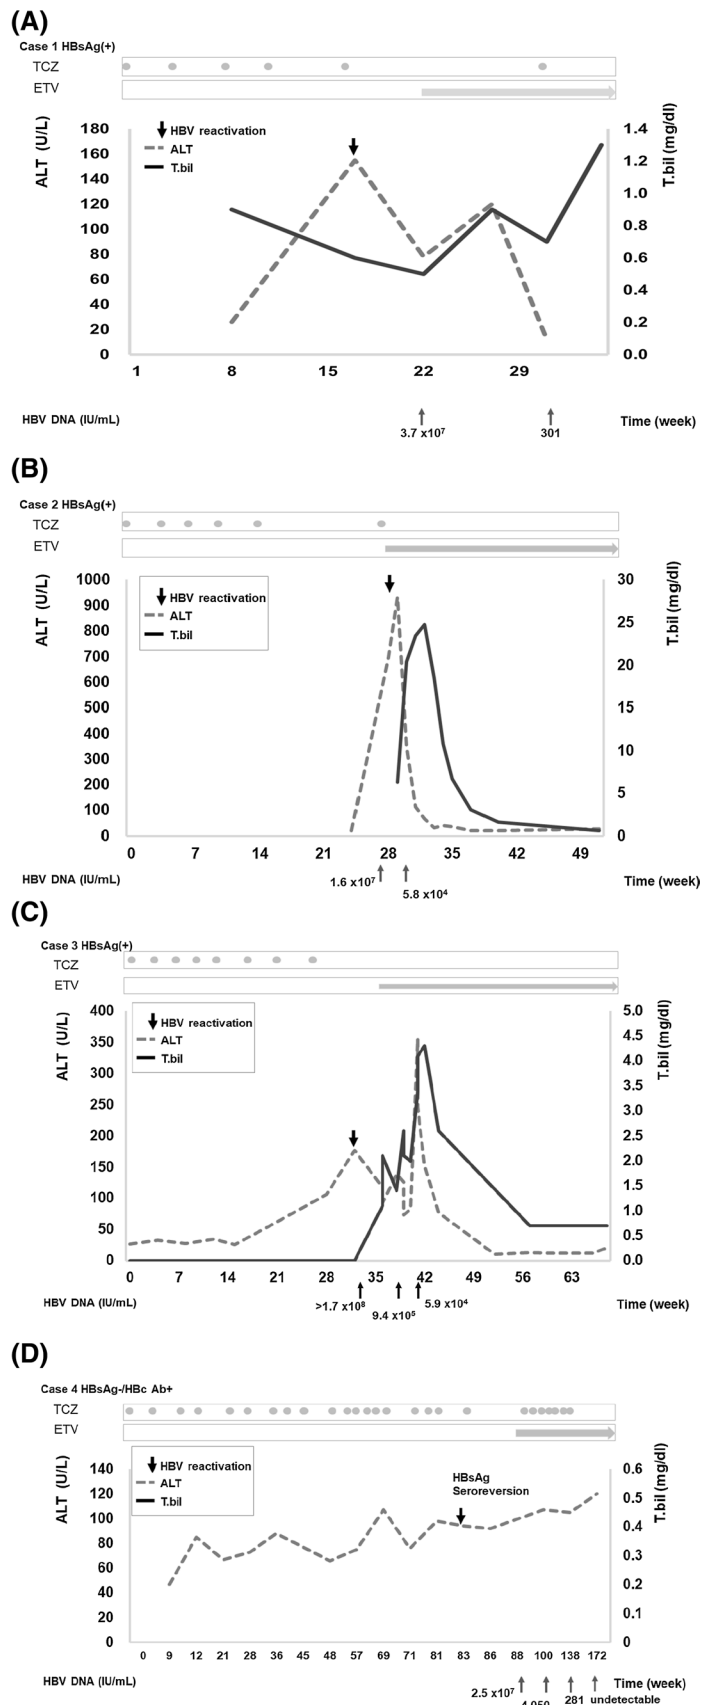 (A)
Case 1 HBsAg(+)
TCZ
ETV
ALT (U/L)
T.bil (mg/dl)
HBV reactivation
ALT
T.bil
180
160
140
120
100
80
60
40
20
0
1.4
1.2
1.0
0.8
0.6
0.4
0.2
0.0
1 8 15 22 29
HBV DNA (IU/mL)
3.7 x10⁷
301
Time (week)
(B)
Case 2 HBsAg(+)
TCZ
ETV
ALT (U/L)
T.bil (mg/dl)
HBV reactivation
ALT
T.bil
1000
900
800
700
600
500
400
300
200
100
0
30
25
20
15
10
5
0
0 7 14 21 28 35 42 49
HBV DNA (IU/mL)
1.6 x10⁷
5.8 x10⁴
Time (week)
(C)
Case 3 HBsAg(+)
TCZ
ETV
ALT (U/L)
T.bil (mg/dl)
HBV reactivation
ALT
T.bil
400
350
300
250
200
150
100
50
0
5.0
4.5
4.0
3.5
3.0
2.5
2.0
1.5
1.0
0.5
0.0
0 7 14 21 28 35 42 49 56 63
HBV DNA (IU/mL)
>1.7 x10⁸
9.4 x10⁵
5.9 x10⁴
Time (week)
(D)
Case 4 HBsAg-/HBc Ab+
TCZ
ETV
ALT (U/L)
T.bil (mg/dl)
HBV reactivation
ALT
T.bil
HBsAg
Seroreversion
140
120
100
80
60
40
20
0
0.6
0.5
0.4
0.3
0.2
0.1
0
0 9 12 21 28 36 43 48 57 69 71 81 83 86 88 100 138 172
HBV DNA (IU/mL)
2.5 x10⁷
281
undetectable
Time (week)